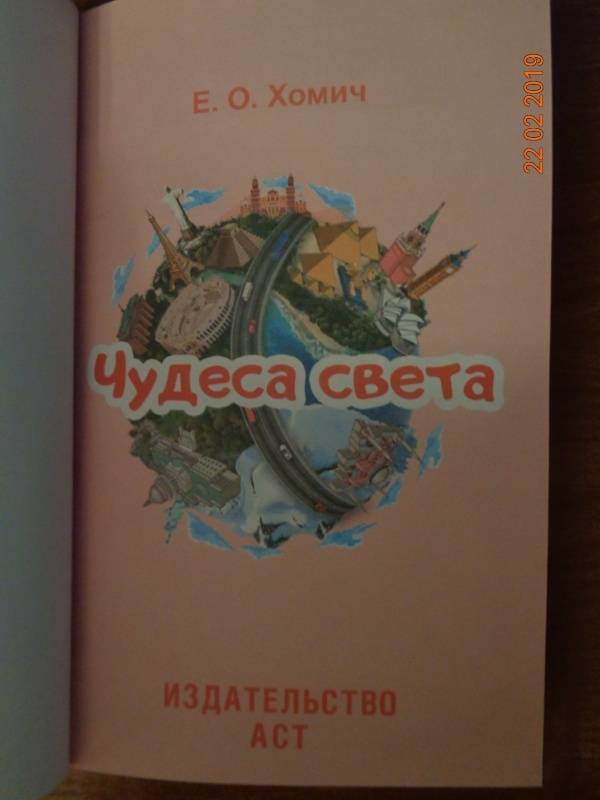 Е. О. Хомич
Чудеса света
ИЗДАТЕЛЬСТВО
АСТ
22 02 2019